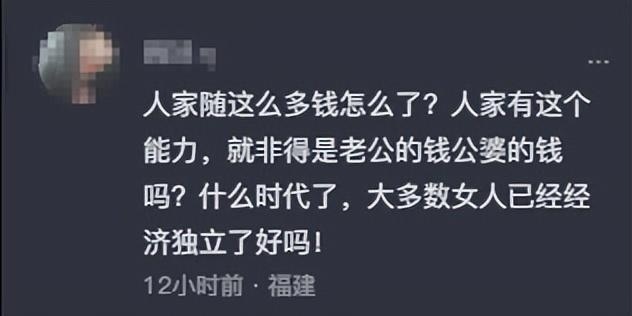 人家随这么多钱怎么了？人家有这个
能力，就非得是老公的钱公婆的钱
吗？什么时代了，大多数女人已经经
济独立了好吗！
12小时前 · 福建